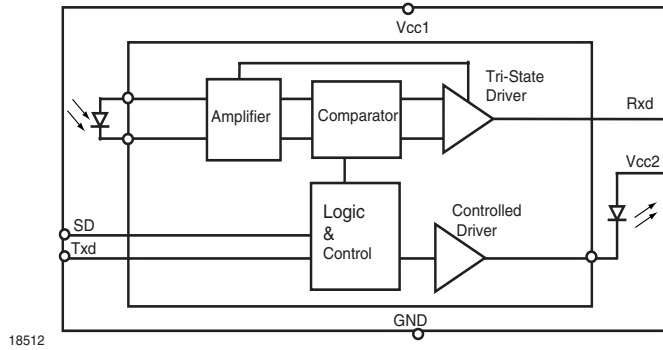 Vcc1
Tri-State
Driver
Amplifier
Comparator
Rxd
Vcc2
SD
Txd
Logic
&
Control
Controlled
Driver
GND
18512